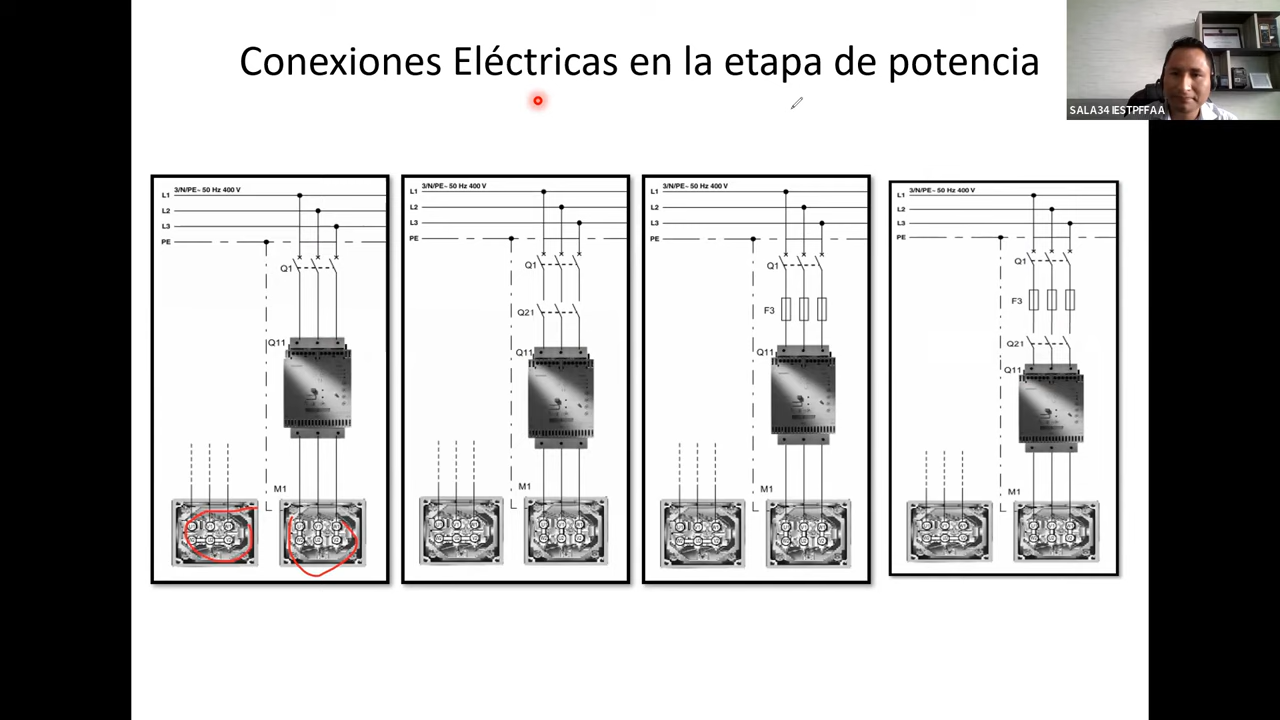 Conexiones Eléctricas en la etapa de potencia
SALA34 IESTPFFAA
3/N/PE~ 50 Hz 400 V
L1
L2
L3
PE
Q1
Q11
M1
3/N/PE~ 50 Hz 400 V
L1
L2
L3
PE
Q1
Q21
Q11
M1
3/N/PE~ 50 Hz 400 V
L1
L2
L3
PE
Q1
F3
Q11
M1
3/N/PE~ 50 Hz 400 V
L1
L2
L3
PE
Q1
F3
Q21
Q11
M1